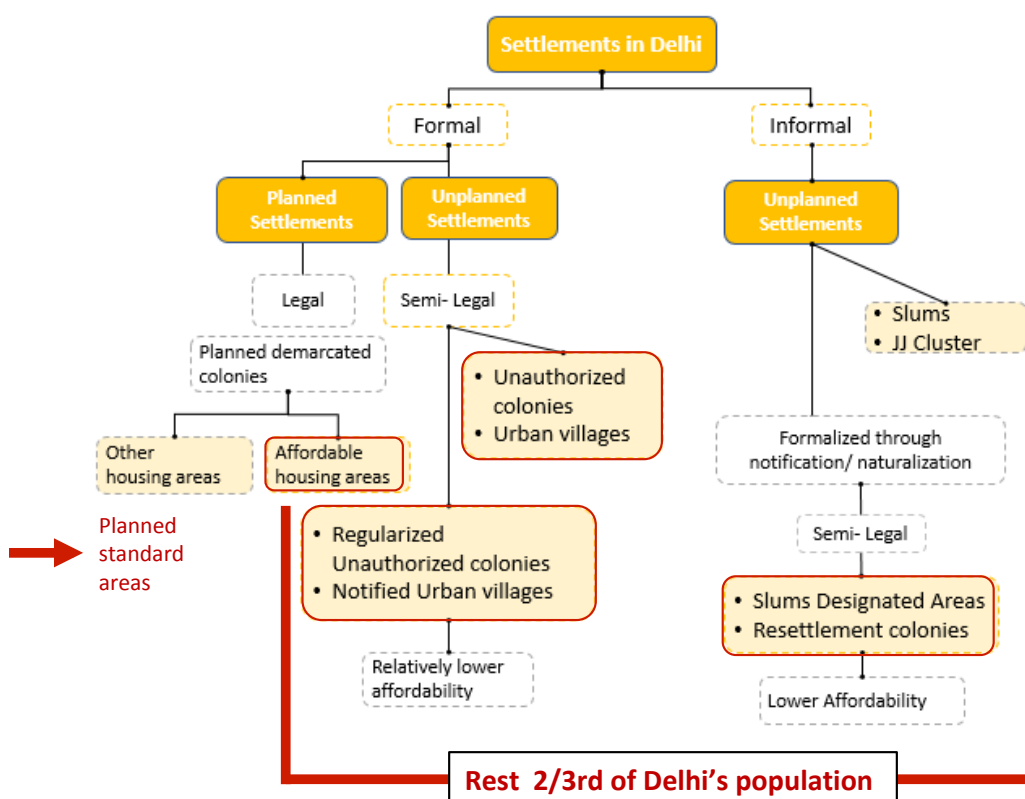 Settlements in Delhi
Formal
Informal
Planned
Settlements
Unplanned
Settlements
Unplanned
Settlements
Legal
Semi- Legal
• Slums
• JJ Cluster
Planned demarcated
colonies
• Unauthorized
colonies
• Urban villages
Other
housing areas
Affordable
housing areas
Formalized through
notification/ naturalization
Planned
standard
areas
• Regularized
Unauthorized colonies
• Notified Urban villages
Semi- Legal
• Slums Designated Areas
• Resettlement colonies
Relatively lower
affordability
Lower Affordability
Rest 2/3rd of Delhi’s population